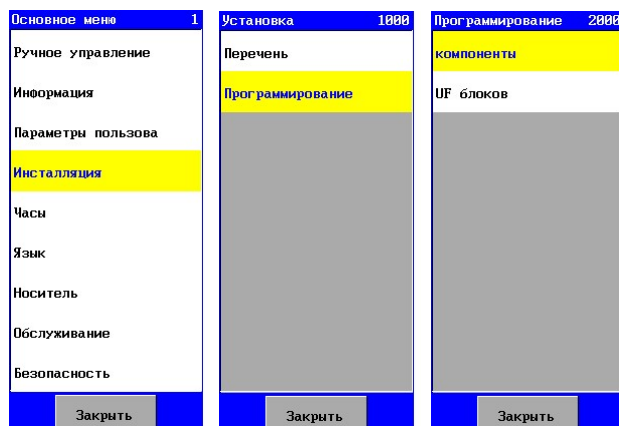 Основное меню 1
Ручное управление
Информация
Параметры пользова
Инсталляция
Часы
Язык
Носитель
Обслуживание
Безопасность
Закрыть
Установка 1000
Перечень
Программирование
Закрыть
Программирование 2000
компоненты
UF блоков
Закрыть